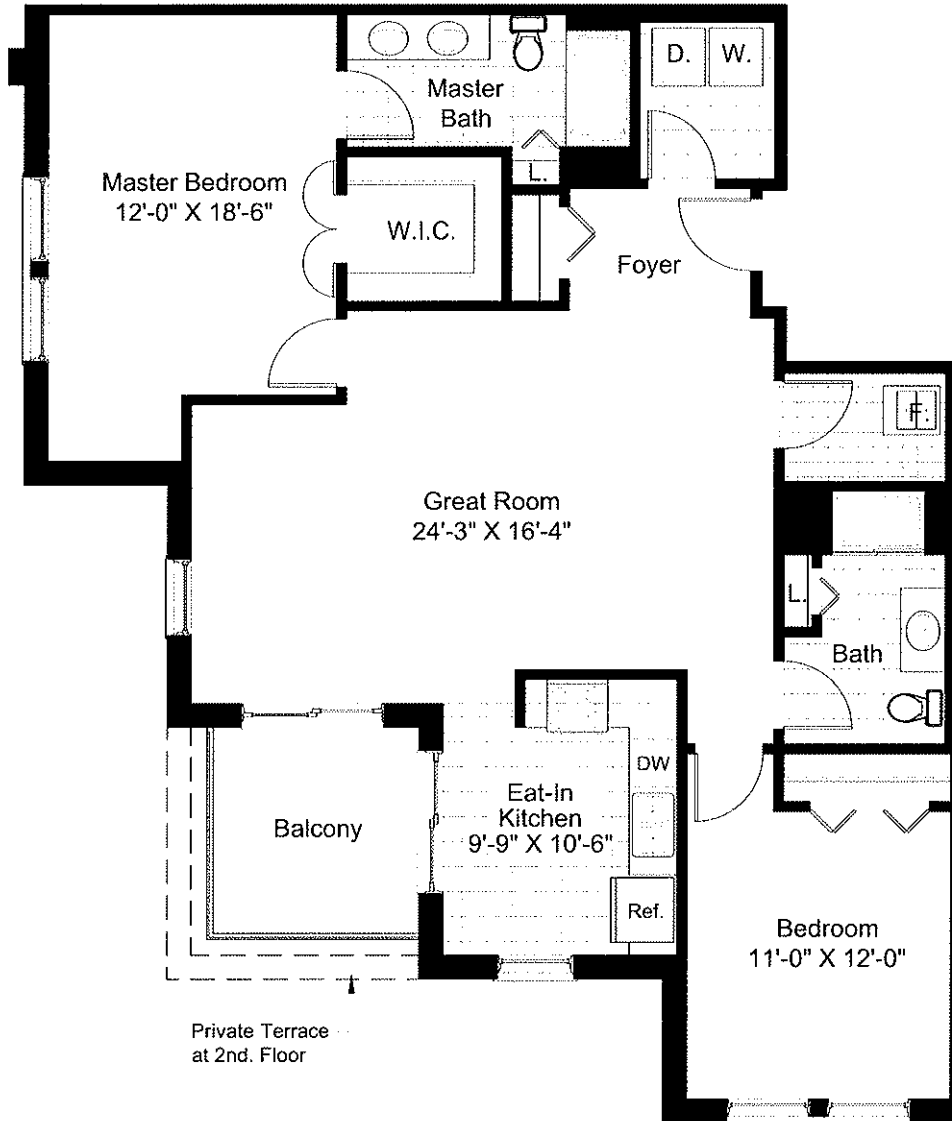 D.
W.
Master
Bath
L.
Master Bedroom
12'-0" X 18'-6"
W.I.C.
Foyer
F.
Great Room
24'-3" X 16'-4"
L.
Bath
DW
Eat-In
Kitchen
9'-9" X 10'-6"
Balcony
Ref.
Bedroom
11'-0" X 12'-0"
Private Terrace
at 2nd. Floor